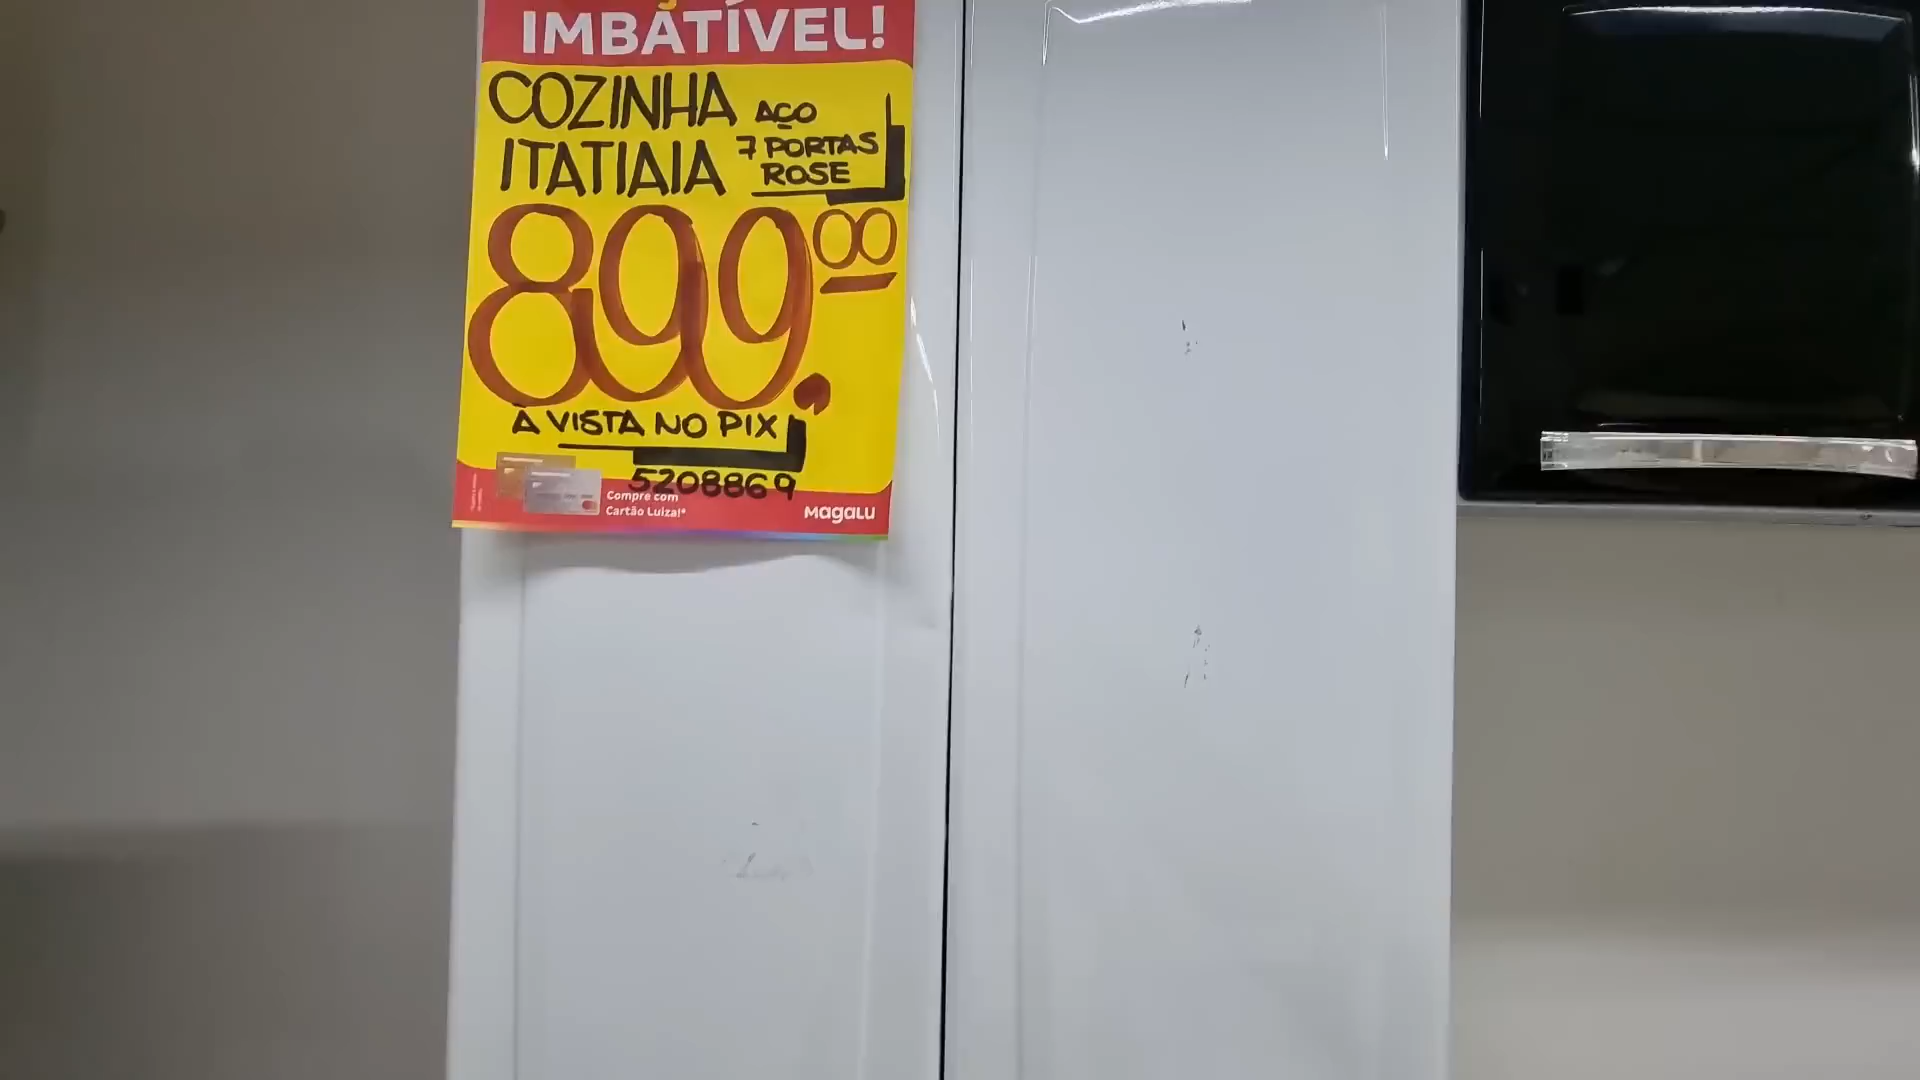 IMBATÍVEL!
COZINHA AÇO
ITATIAIA 7 PORTAS
ROSE
899,00
À VISTA NO PIX
5208869
Compre com
Cartão Luiza!*
Magalu